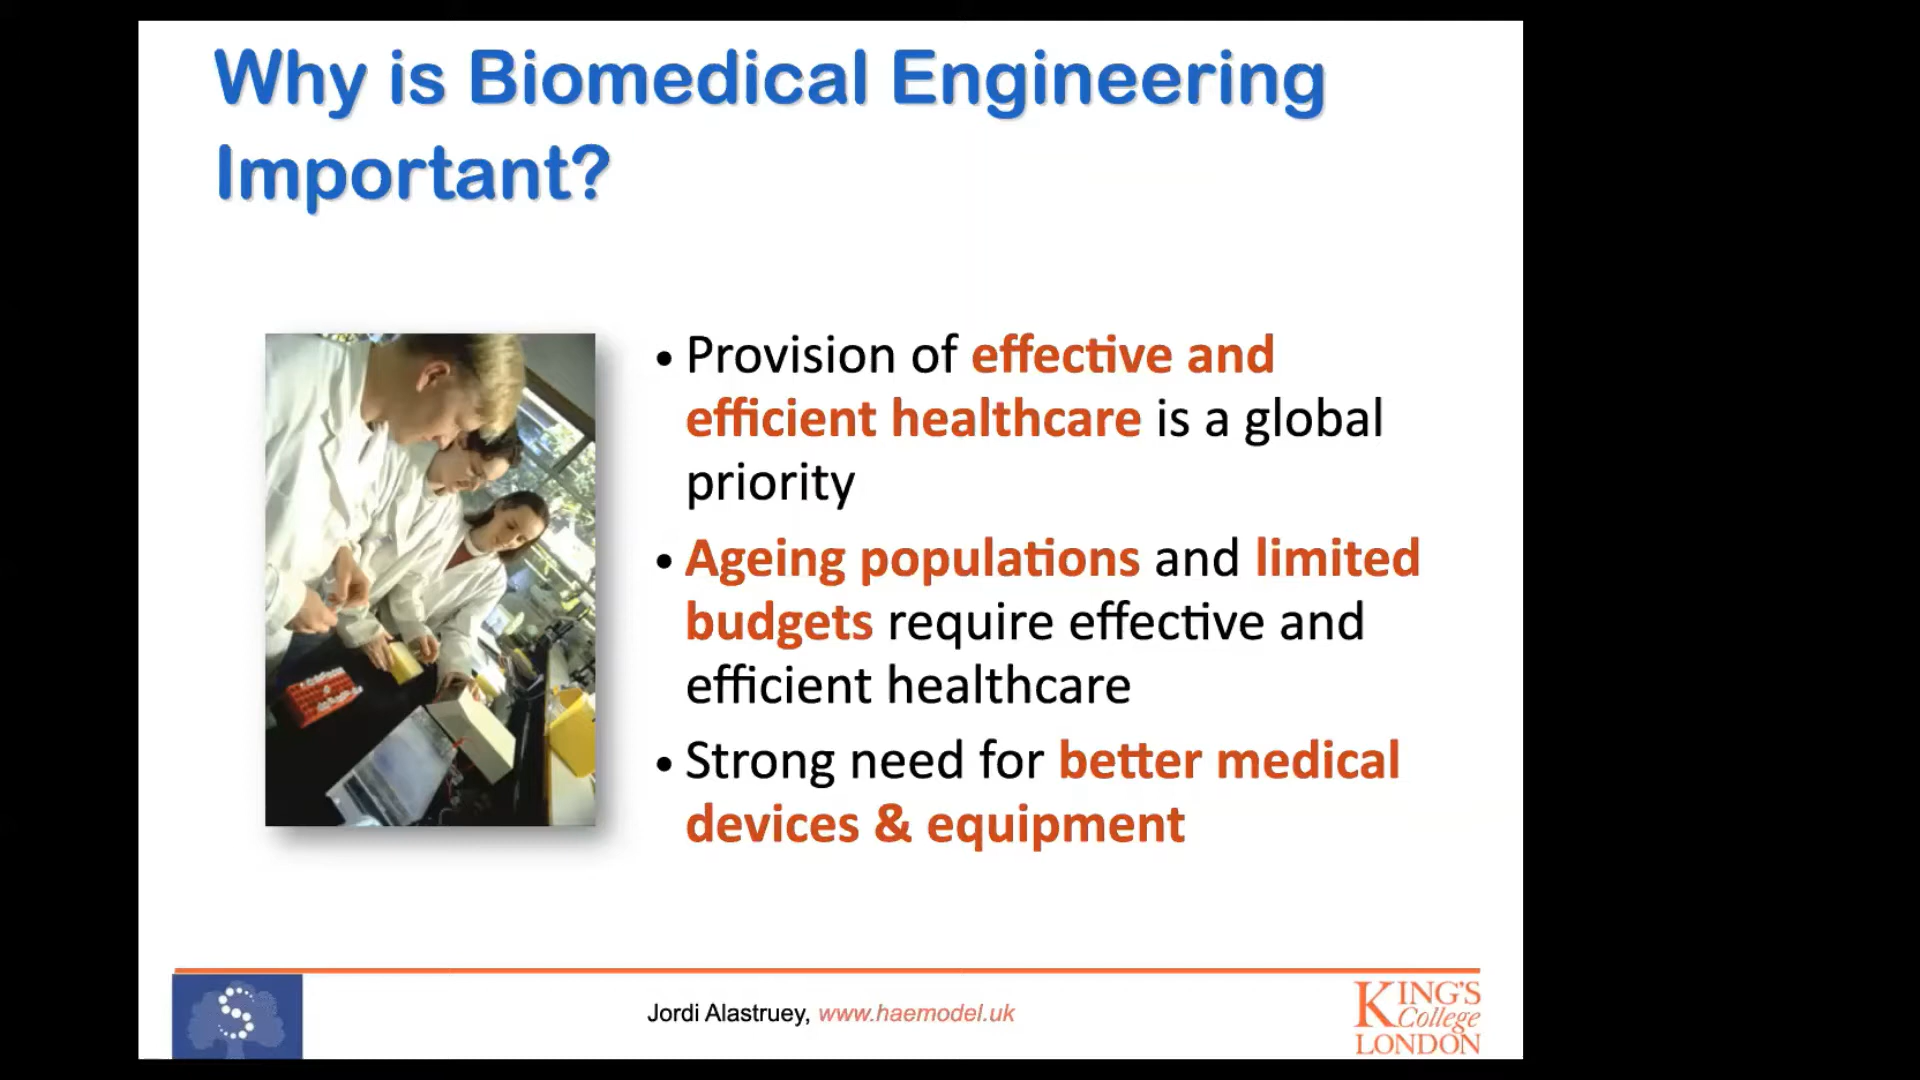 Why is Biomedical Engineering
Important?
• Provision of effective and
efficient healthcare is a global
priority
• Ageing populations and limited
budgets require effective and
efficient healthcare
• Strong need for better medical
devices & equipment
Jordi Alastruey, www.haemodel.uk
KING'S
College
LONDON